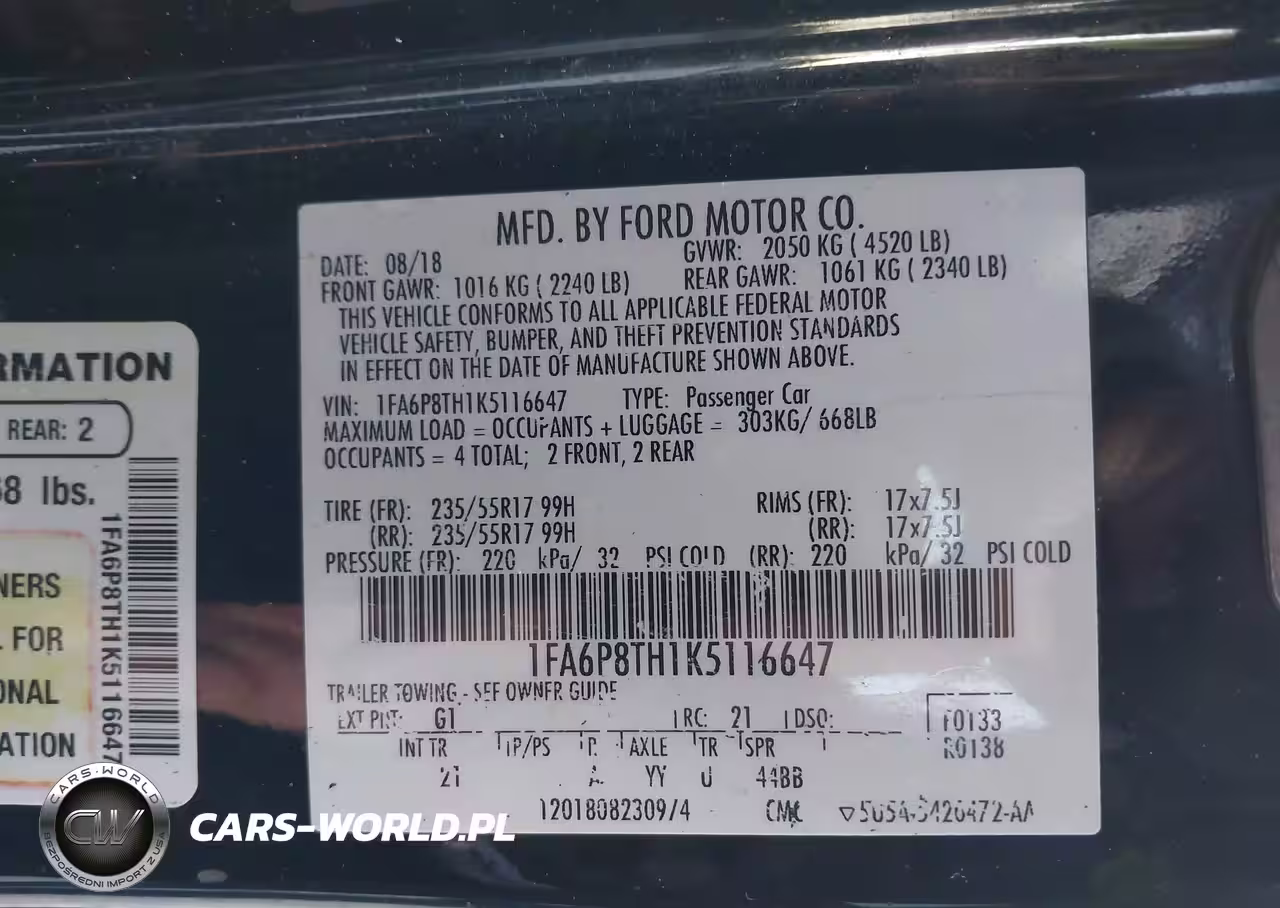 MFD. BY FORD MOTOR CO.
DATE: 08/18
GVWR: 2050 KG ( 4520 LB)
FRONT GAWR: 1016 KG ( 2240 LB)
REAR GAWR: 1061 KG ( 2340 LB)
THIS VEHICLE CONFORMS TO ALL APPLICABLE FEDERAL MOTOR
VEHICLE SAFETY, BUMPER, AND THEFT PREVENTION STANDARDS
IN EFFECT ON THE DATE OF MANUFACTURE SHOWN ABOVE.
VIN: 1FA6P8TH1K5116647 TYPE: Passenger Car
MAXIMUM LOAD = OCCUPANTS + LUGGAGE = 303KG/ 668LB
OCCUPANTS = 4 TOTAL; 2 FRONT, 2 REAR
TIRE (FR): 235/55R17 99H RIMS (FR): 17x7.5J
(RR): 235/55R17 99H (RR): 17x7.5J
PRESSURE (FR): 220 kPa/ 32 PSI COLD (RR): 220 kPa/ 32 PSI COLD
1FA6P8TH1K5116647
TRAILER TOWING - SEE OWNER GUIDE
EXT PNT: G1 RC: 21 DSO: F0133
INT TR TP/PS R AXLE TR SPR R0138
21 A YY U 44BB
CMC
RMATION
REAR: 2
68 lbs.
1FA6P8TH1K5116647
NERS
FOR
ONAL
ATION
CARS-WORLD
CW
BEZPOŚREDNI IMPORT Z USA
CARS-WORLD.PL